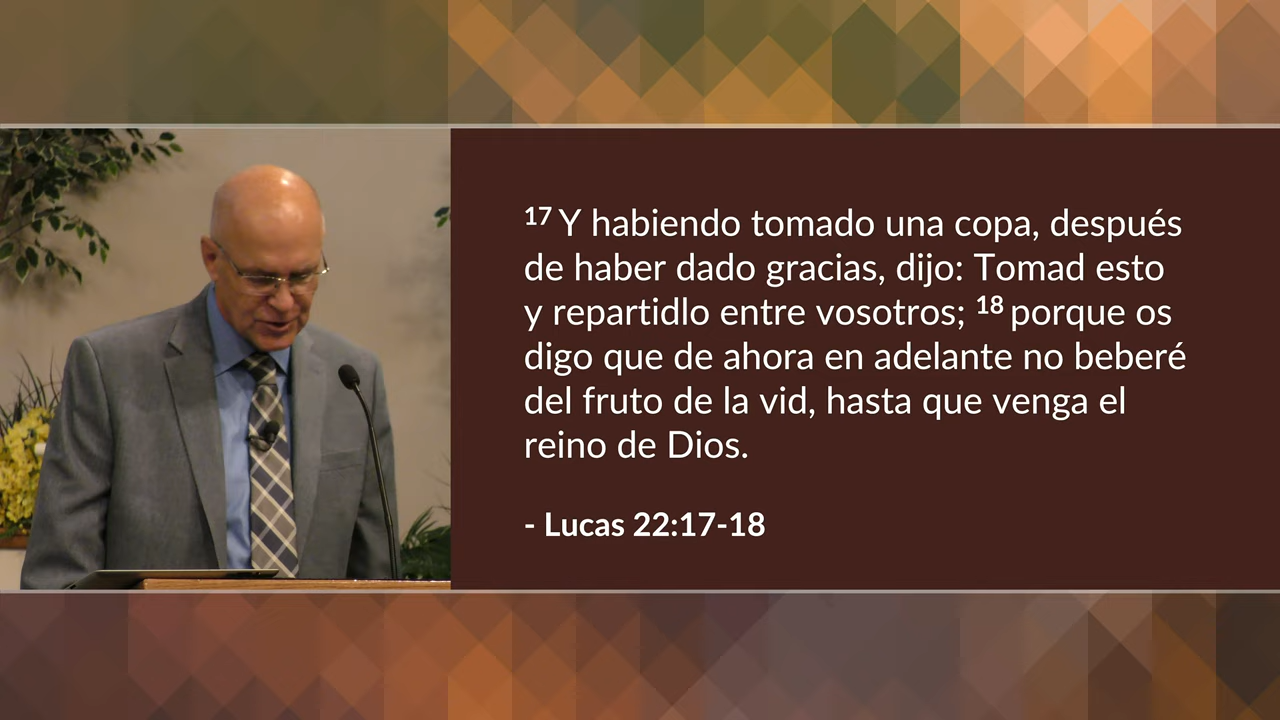 17 Y habiendo tomado una copa, después
de haber dado gracias, dijo: Tomad esto
y repartidlo entre vosotros; 18 porque os
digo que de ahora en adelante no beberé
del fruto de la vid, hasta que venga el
reino de Dios.
- Lucas 22:17-18